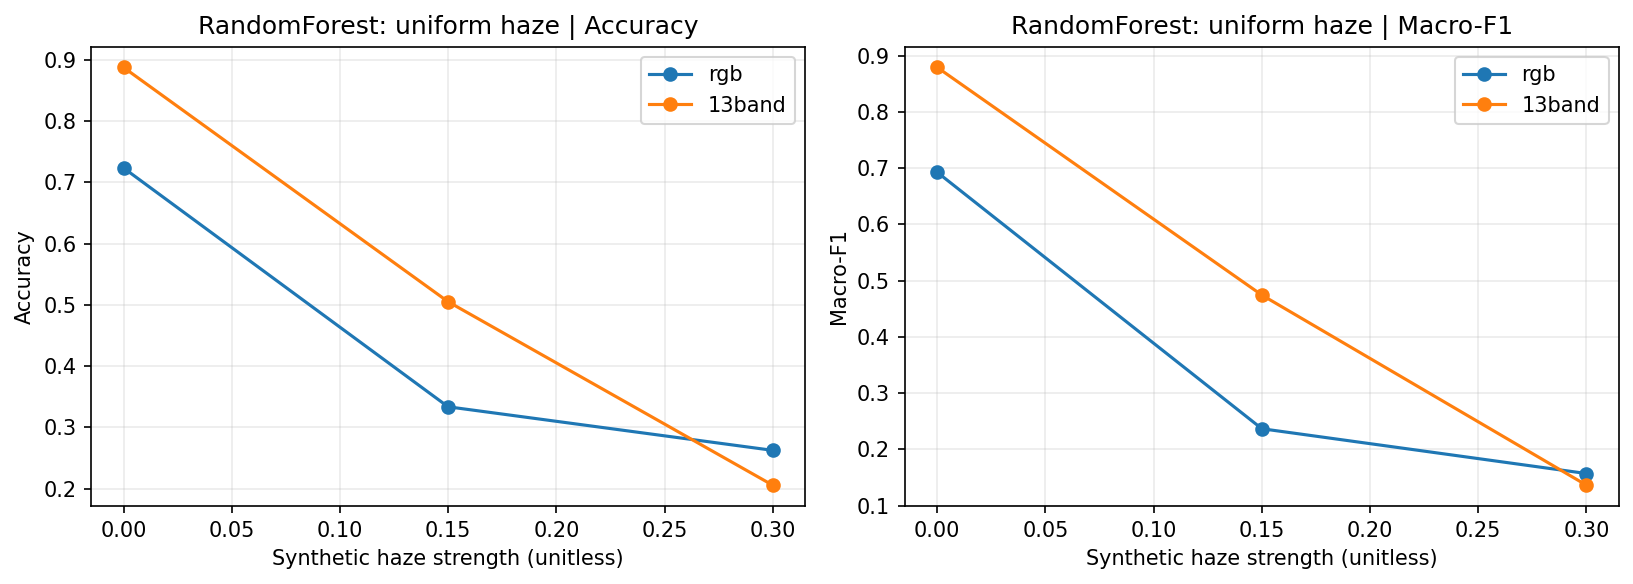 RandomForest: uniform haze | Accuracy
0.9
0.8
0.7
0.6
0.5
0.4
0.3
0.2
Accuracy
rgb
13band
0.00 0.05 0.10 0.15 0.20 0.25 0.30
Synthetic haze strength (unitless)
RandomForest: uniform haze | Macro-F1
0.9
0.8
0.7
0.6
0.5
0.4
0.3
0.2
0.1
Macro-F1
rgb
13band
0.00 0.05 0.10 0.15 0.20 0.25 0.30
Synthetic haze strength (unitless)